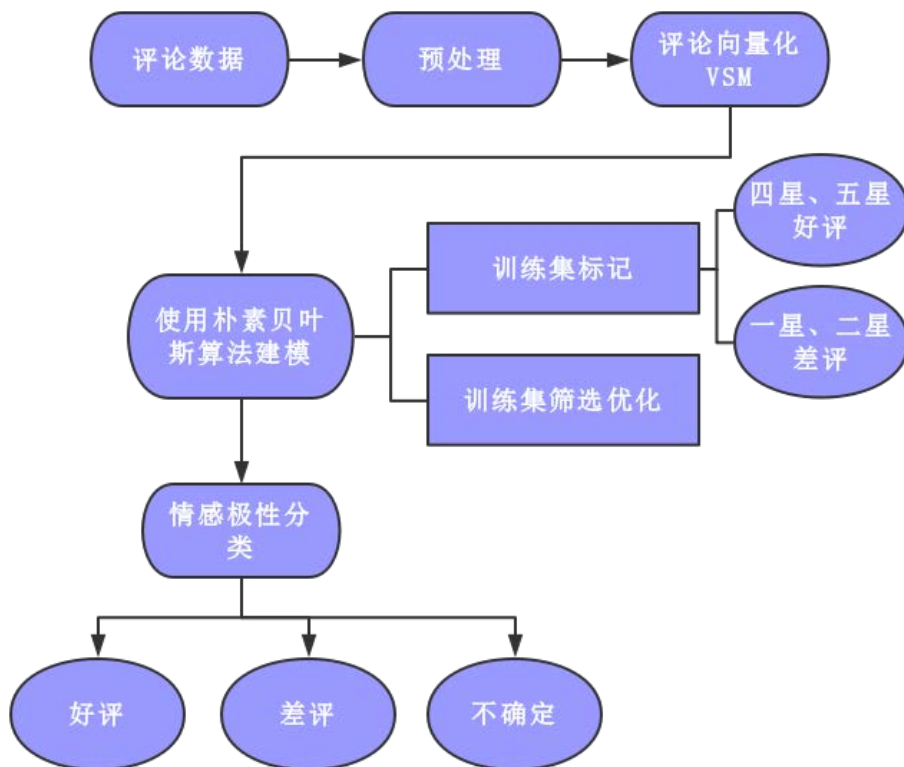 评论数据
预处理
评论向量化
VSM
四星、五星
好评
训练集标记
使用朴素贝叶
斯算法建模
一星、二星
差评
训练集筛选优化
情感极性分
类
好评
差评
不确定